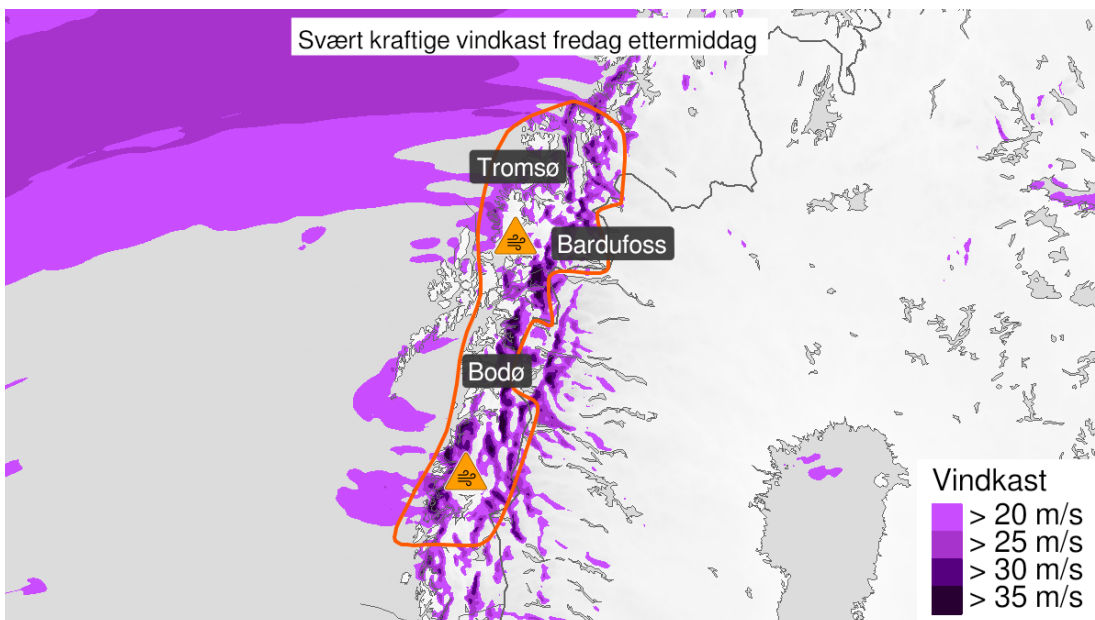 Svært kraftige vindkast fredag ettermiddag
Tromsø
Bardufoss
Bodø
Vindkast
> 20 m/s
> 25 m/s
> 30 m/s
> 35 m/s